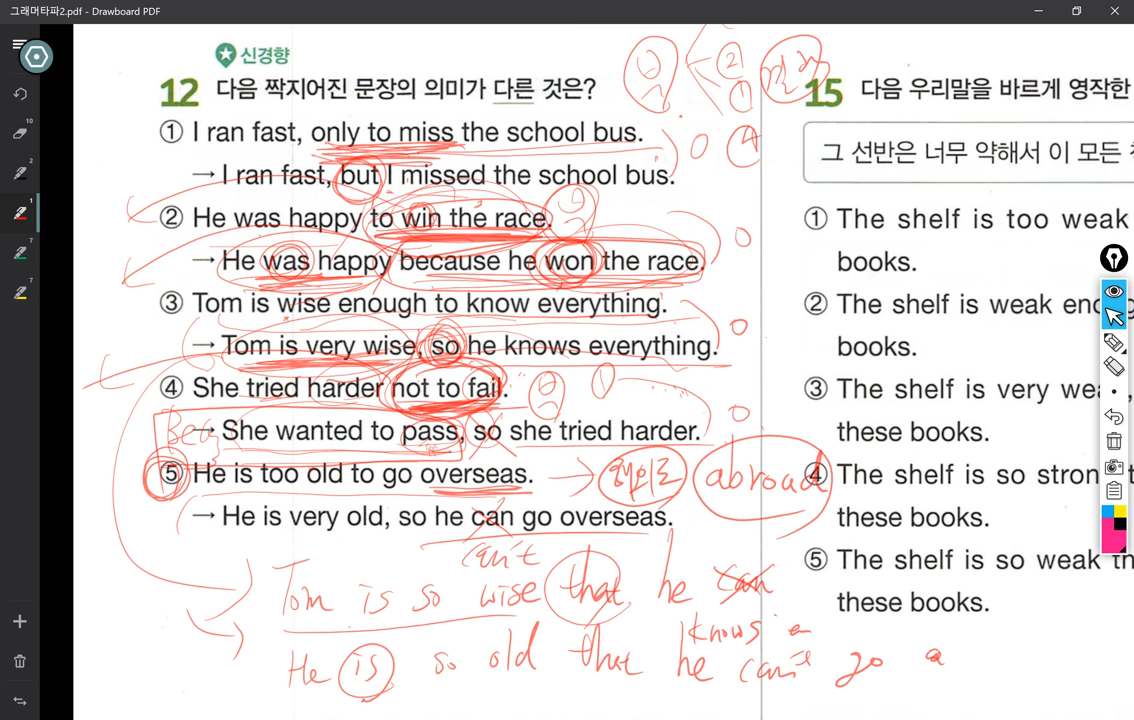 그래머타파2.pdf - Drawboard PDF
신경향
12 다음 짝지어진 문장의 의미가 다른 것은?
① I ran fast, only to miss the school bus.
→ I ran fast, but I missed the school bus.
② He was happy to win the race.
→ He was happy because he won the race.
③ Tom is wise enough to know everything.
→ Tom is very wise, so he knows everything.
④ She tried harder not to fail.
→ She wanted to pass, so she tried harder.
⑤ He is too old to go overseas.
abroad
→ He is very old, so he can go overseas.
can't
Tom is so wise that he can
knows
He is so old that he can't go a
15 다음 우리말을 바르게 영작한
그 선반은 너무 약해서 이 모든
① The shelf is too weak
books.
② The shelf is weak
books.
③ The shelf is very
these books.
④ The shelf is so
these books.
⑤ The shelf is so weak
these books.
10
2
1
7
7